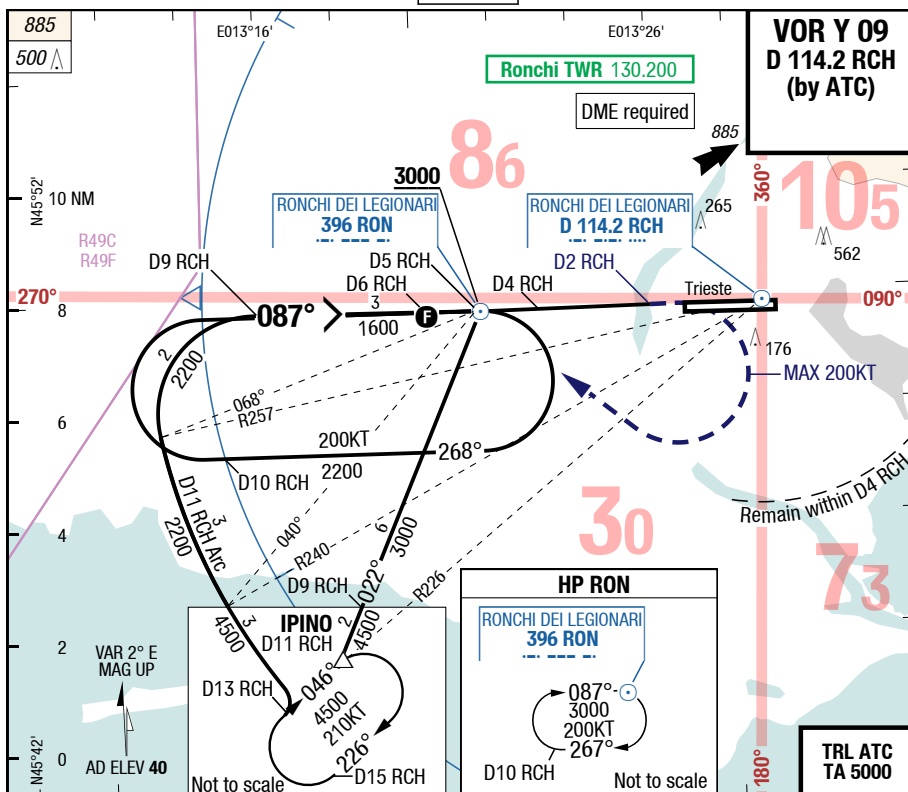 885
500
E013°16'
E013°26'
VOR Y 09
D 114.2 RCH
(by ATC)
Ronchi TWR 130.200
DME required
885
86
3000
360°
105
N45°52'
10 NM
RONCHI DEI LEGIONARI
396 RON
RONCHI DEI LEGIONARI
D 114.2 RCH
265
562
R49C
R49F
D9 RCH
D5 RCH
D6 RCH
D4 RCH
D2 RCH
Trieste
270°
090°
087°
3
1600
F
8
176
2
2200
MAX 200KT
068°
R257
6
200KT
268°
2200
D10 RCH
D11 RCH Arc
3
2200
6
3000
Remain within D4 RCH
30
4
040°
R240
R226
73
D9 RCH
022°
HP RON
3
4500
IPINO
D11 RCH
2
4500
RONCHI DEI LEGIONARI
396 RON
2
VAR 2° E
MAG UP
D13 RCH
046°
4500
210KT
226°
087°
3000
200KT
267°
N45°42'
0
AD ELEV 40
D15 RCH
D10 RCH
Not to scale
Not to scale
180°
TRL ATC
TA 5000